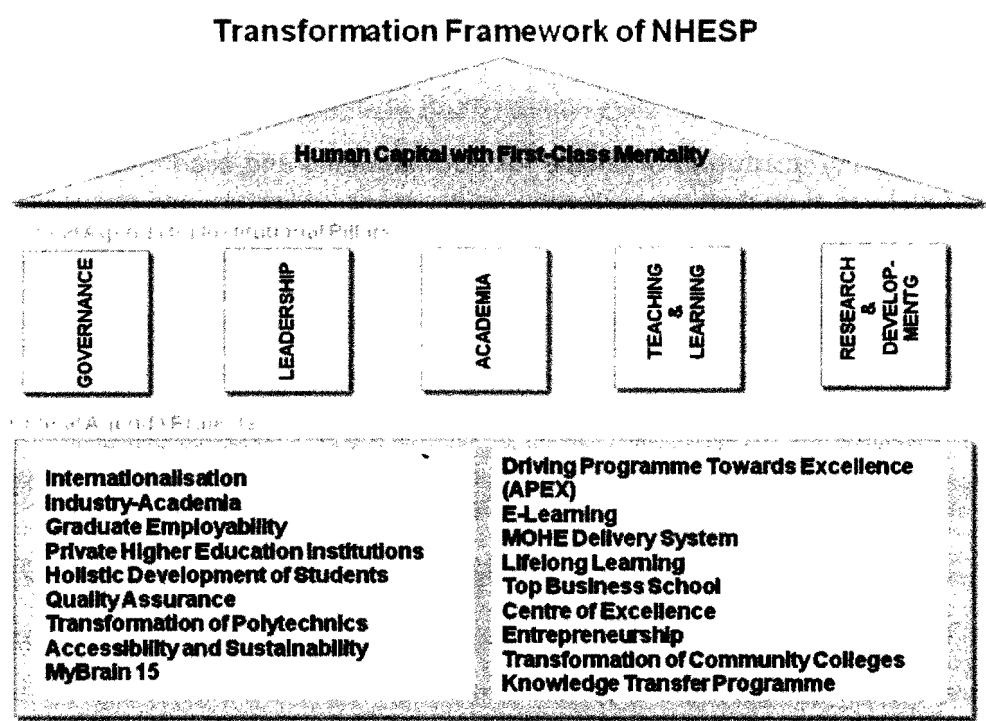 Transformation Framework of NHESP
Human Capital with First-Class Mentality
Institutional Pillars
GOVERNANCE
LEADERSHIP
ACADEMIA
TEACHING
&
LEARNING
RESEARCH
&
DEVELOP-
MENTG
Internationalisation
Industry-Academia
Graduate Employability
Private Higher Education Institutions
Holistic Development of Students
Quality Assurance
Transformation of Polytechnics
Accessibility and Sustainability
MyBrain 15
Driving Programme Towards Excellence
(APEX)
E-Learning
MOHE Delivery System
Lifelong Learning
Top Business School
Centre of Excellence
Entrepreneurship
Transformation of Community Colleges
Knowledge Transfer Programme